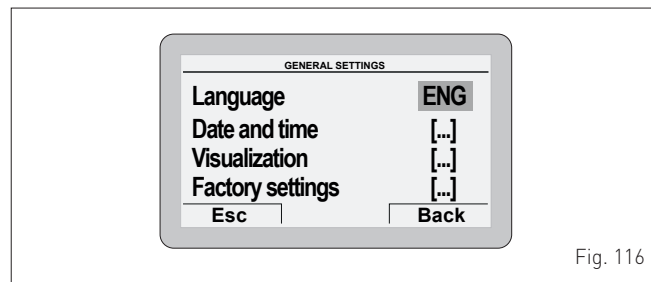 GENERAL SETTINGS
Language ENG
Date and time [...]
Visualization [...]
Factory settings [...]
Esc Back
Fig. 116